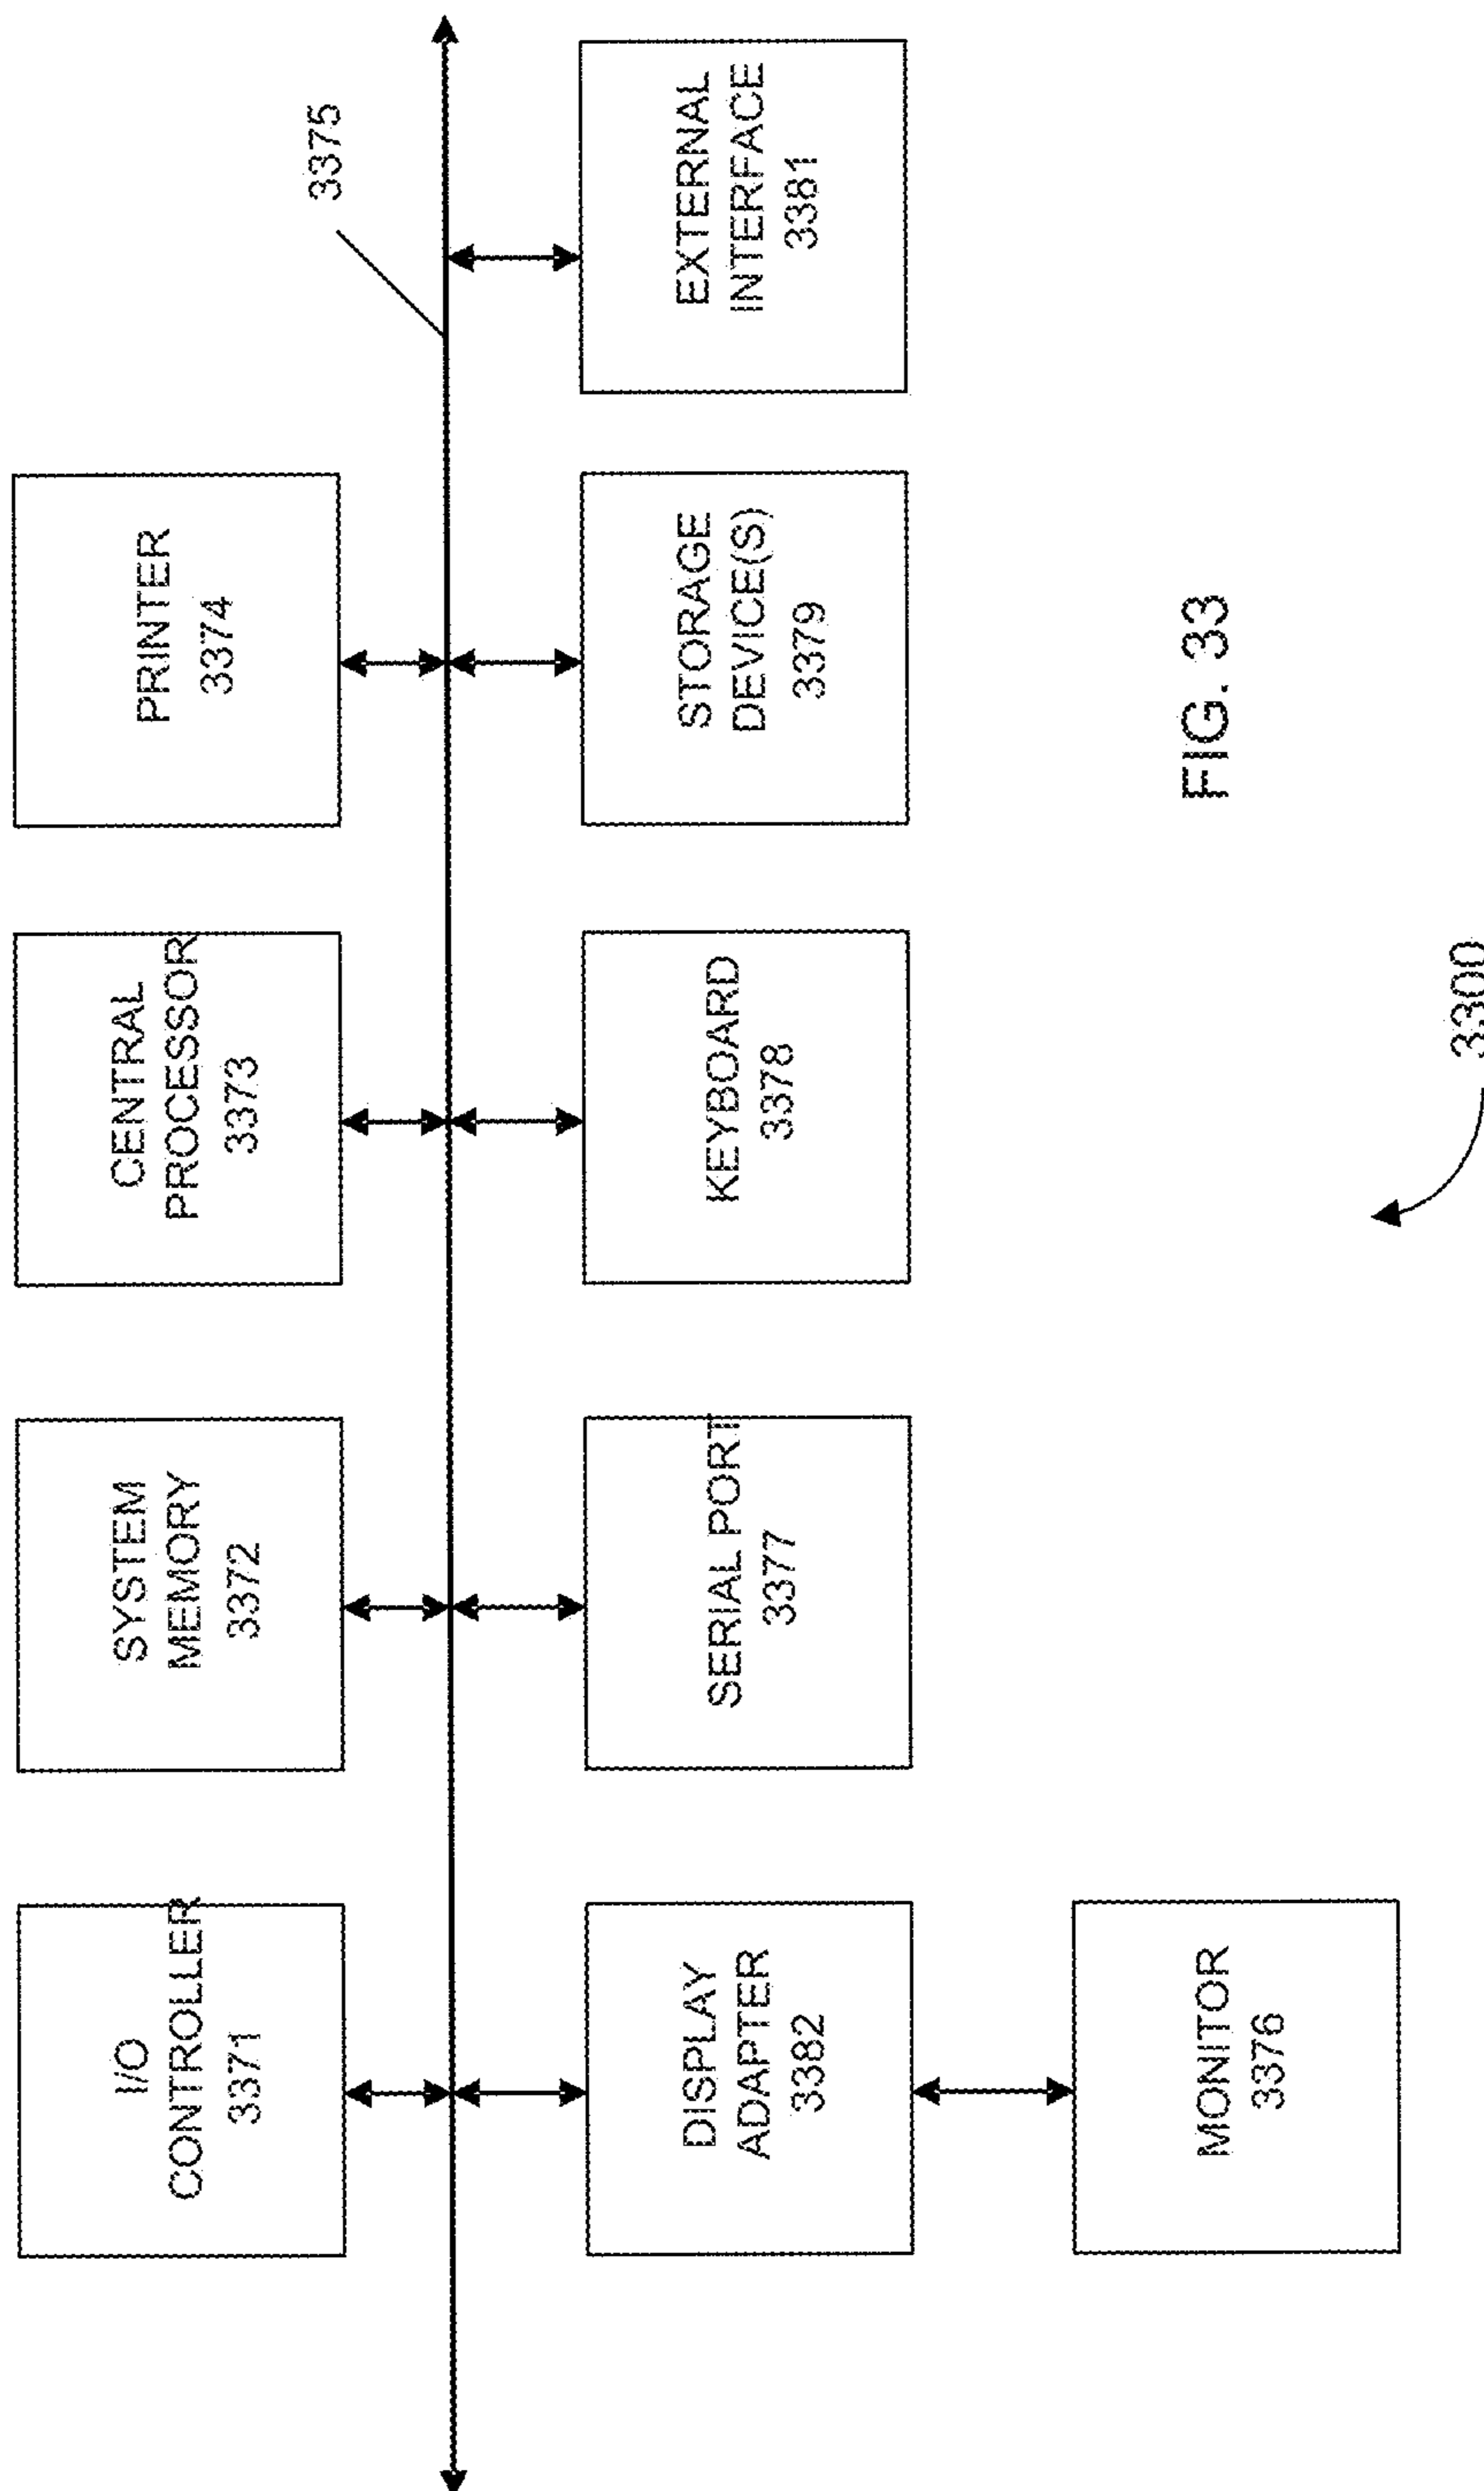 I/O
CONTROLLER
3371
SYSTEM
MEMORY
3372
CENTRAL
PROCESSOR
3373
PRINTER
3374
3375
DISPLAY
ADAPTER
3382
SERIAL PORT
3377
KEYBOARD
3378
STORAGE
DEVICE(S)
3379
EXTERNAL
INTERFACE
3381
MONITOR
3376
FIG. 33
3300